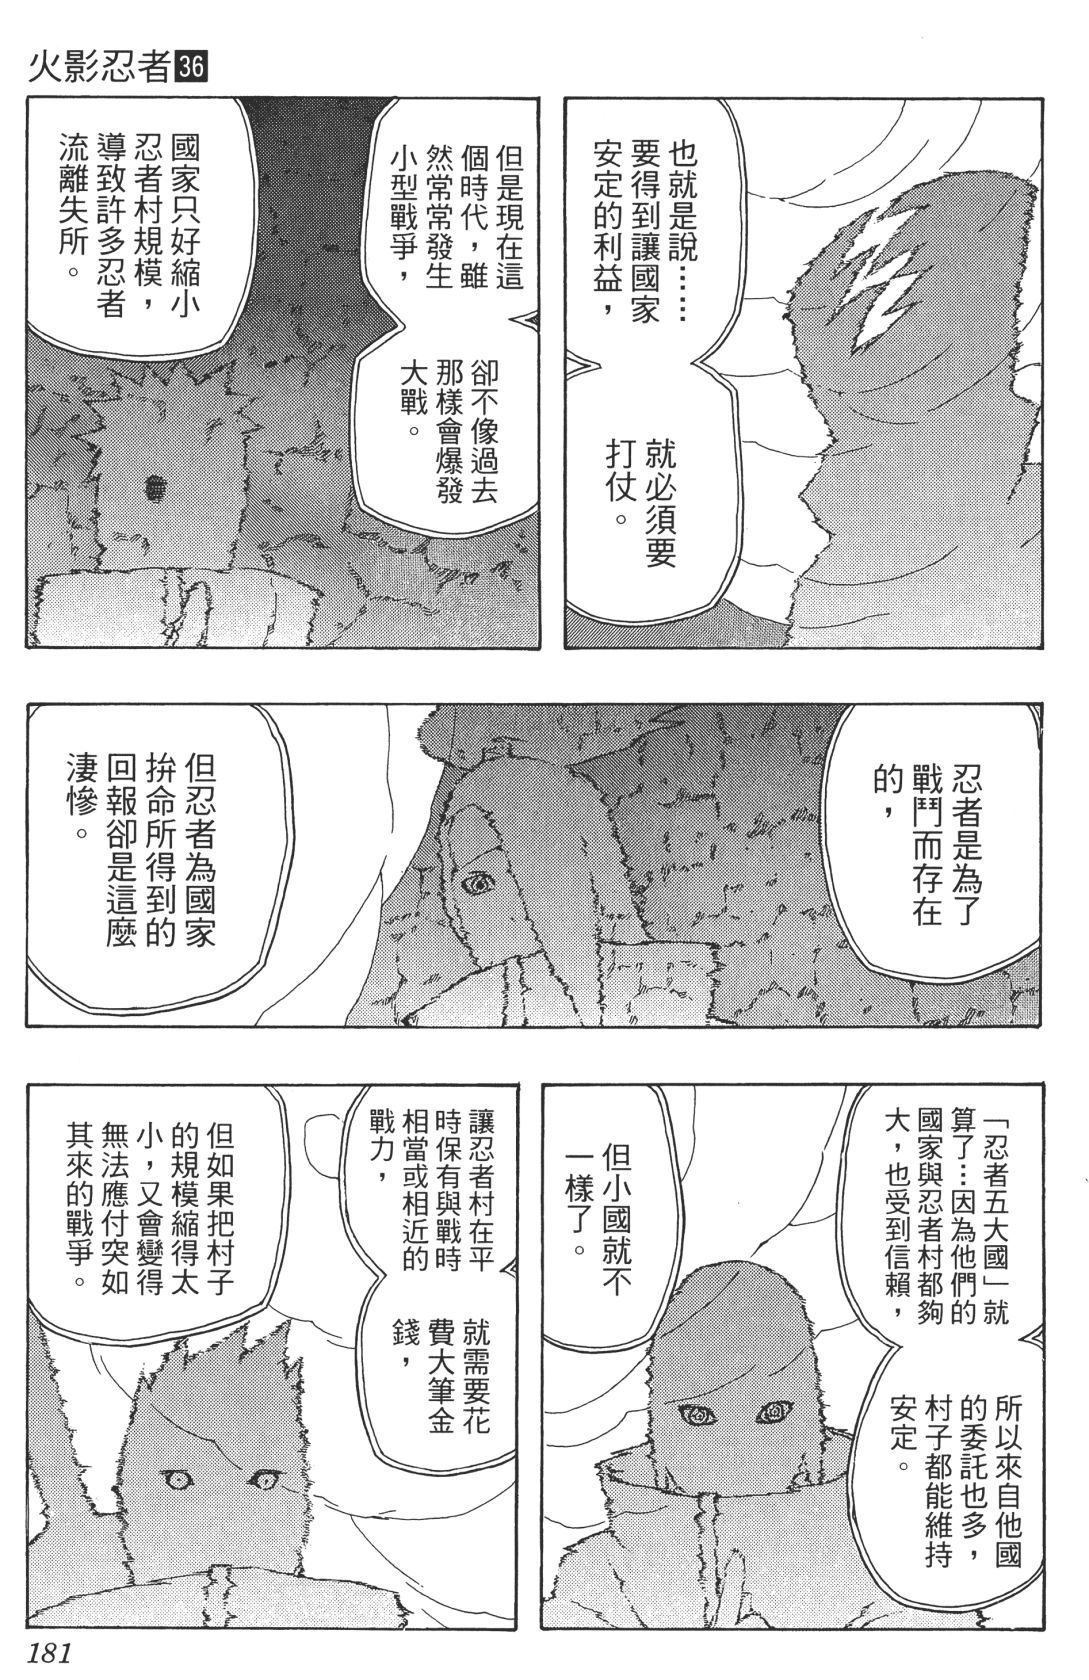 火影忍者36
也就是說……
要得到讓國家
安定的利益，
就必須要
打仗。
但是現在這
個時代，雖
然常常發生
小型戰爭，
卻不像過去
那樣會爆發
大戰。
國家只好縮小
忍者村規模，
導致許多忍者
流離失所。
忍者是為了
戰鬥而存在
的，
但忍者為國家
拚命所得到的
回報卻是這麼
淒慘。
「忍者五大國」就
算了…因為他們的
國家與忍者村都夠
大，也受到信賴，
所以來自他國
的委託也多，
村子都能維持
安定。
但小國就不
一樣了。
讓忍者村在平
時保有與戰時
相當或相近的
戰力，
就需要花
費大筆金
錢，
但如果把村子
的規模縮得太
小，又會變得
無法應付突如
其來的戰爭。
181